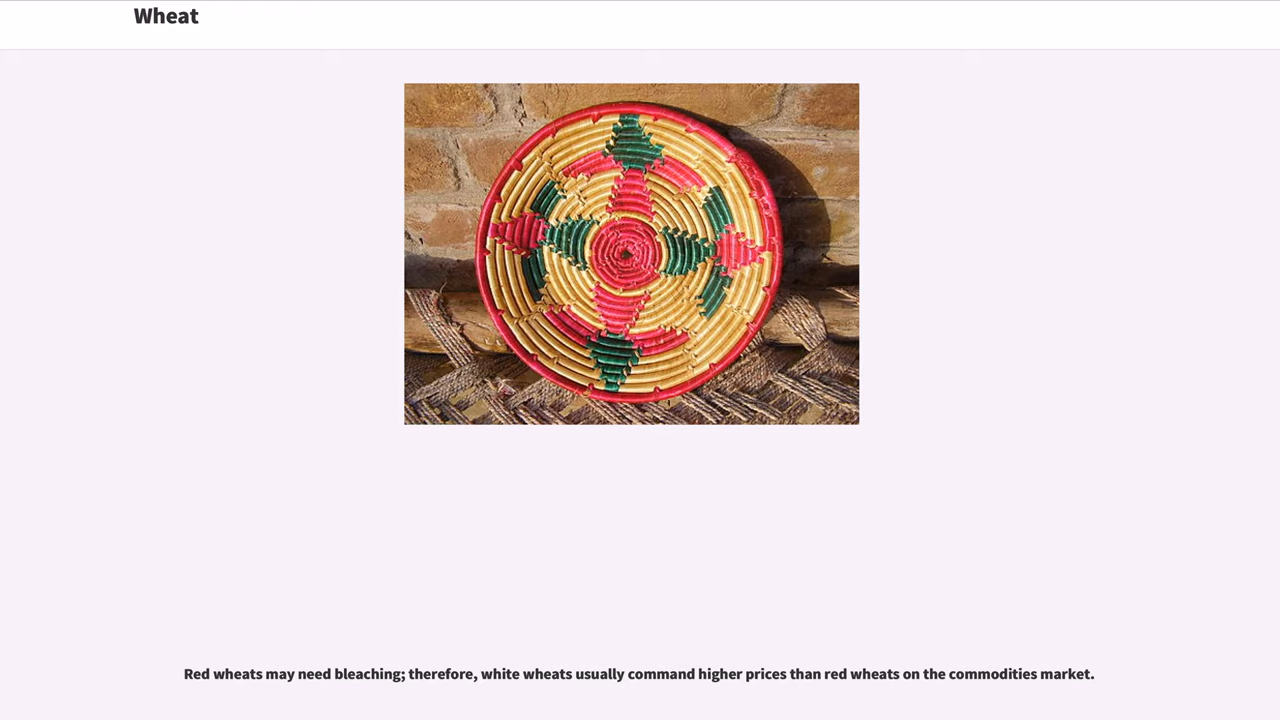 Wheat
Red wheats may need bleaching; therefore, white wheats usually command higher prices than red wheats on the commodities market.